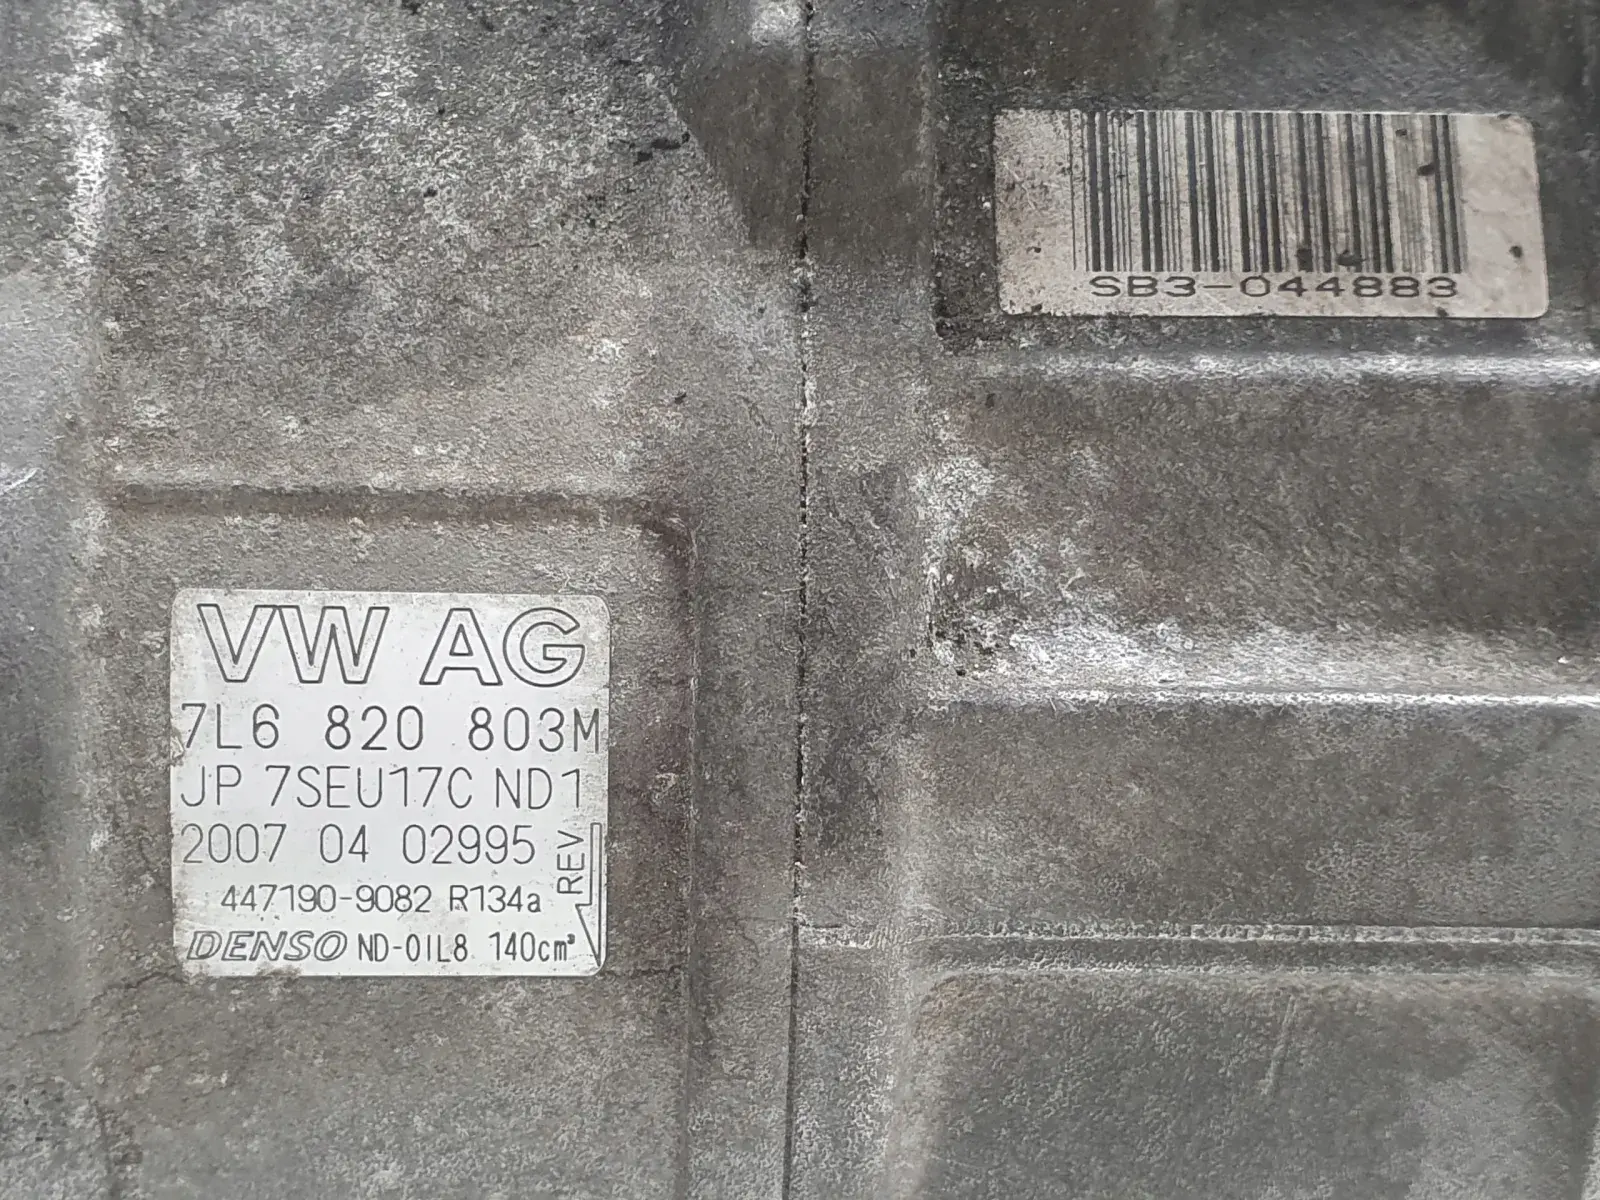 SB3-044883
VW AG
7L6 820 803M
JP 7SEU17C ND1
2007 04 02995
REV
447190-9082 R134a
DENSO ND-OIL8 140cm³